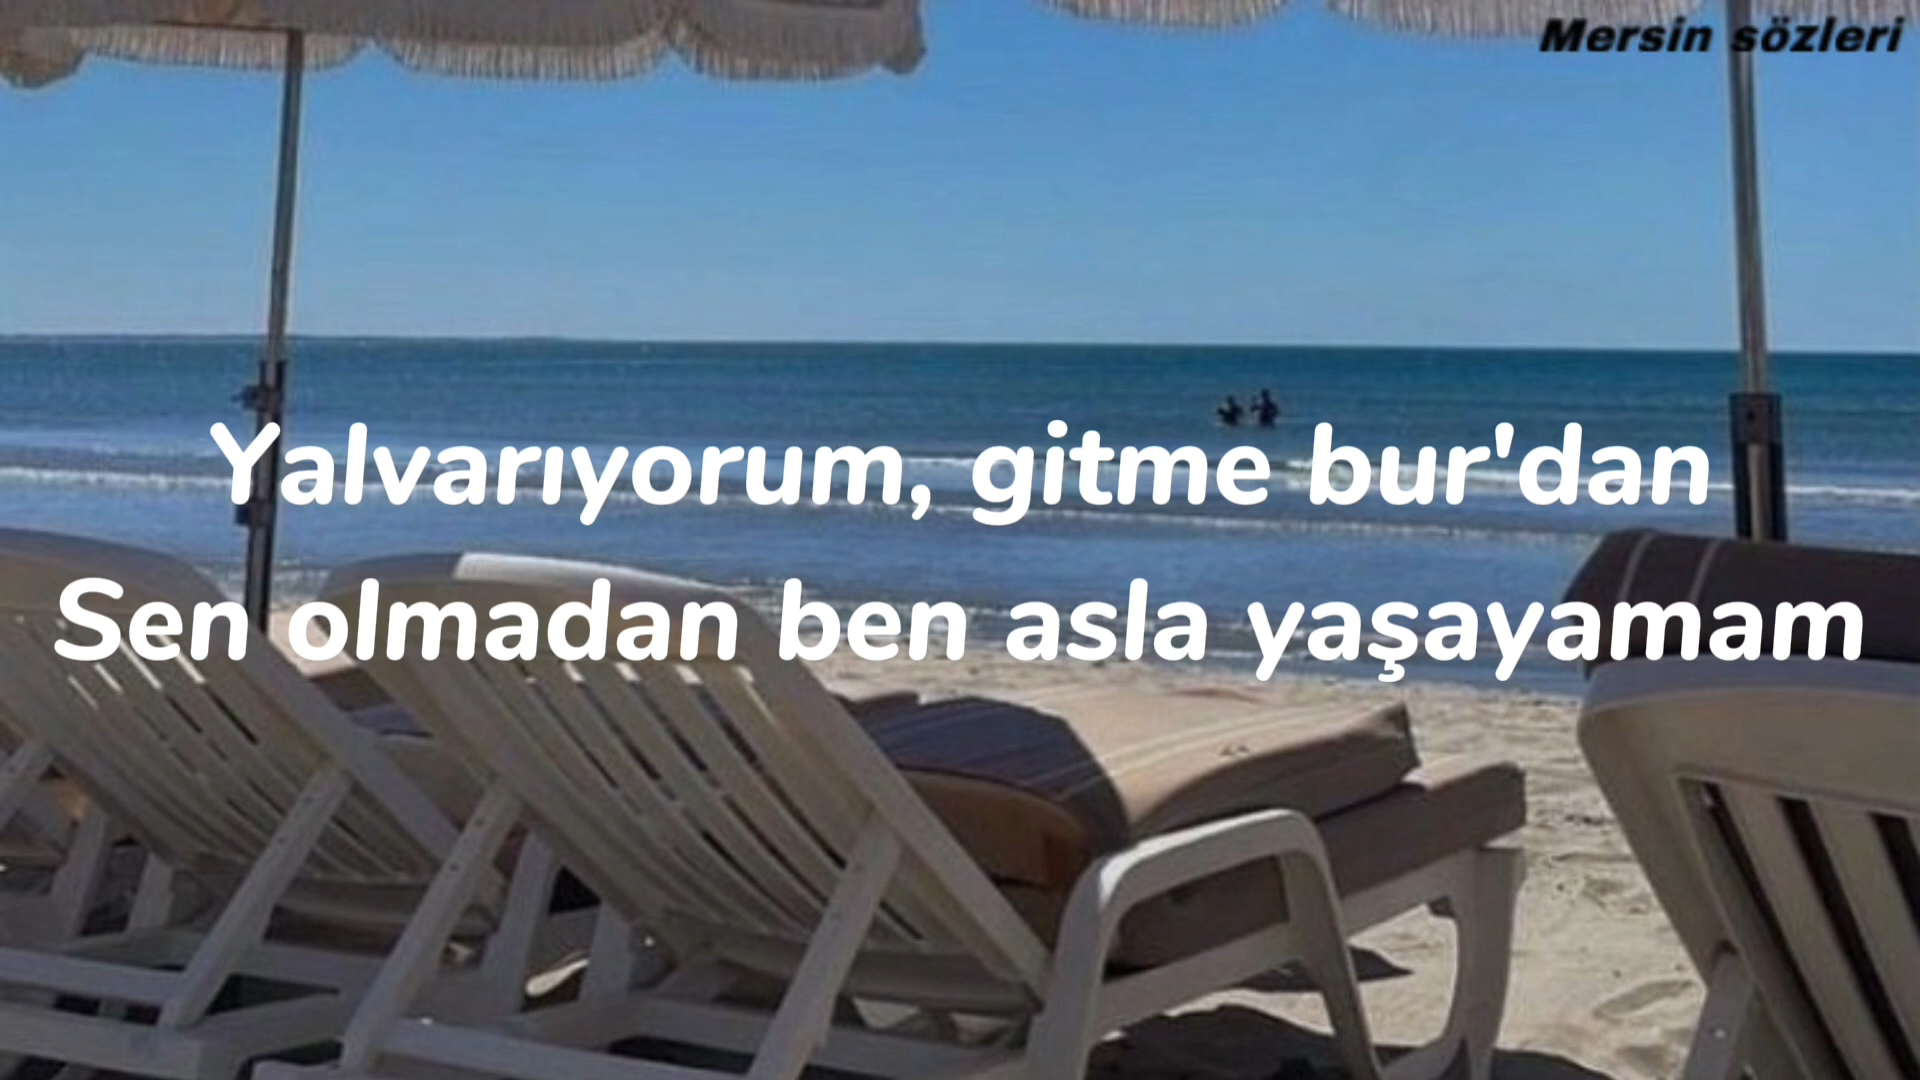 Mersin sözleri
Yalvarıyorum, gitme bur'dan
Sen olmadan ben asla yaşayamam